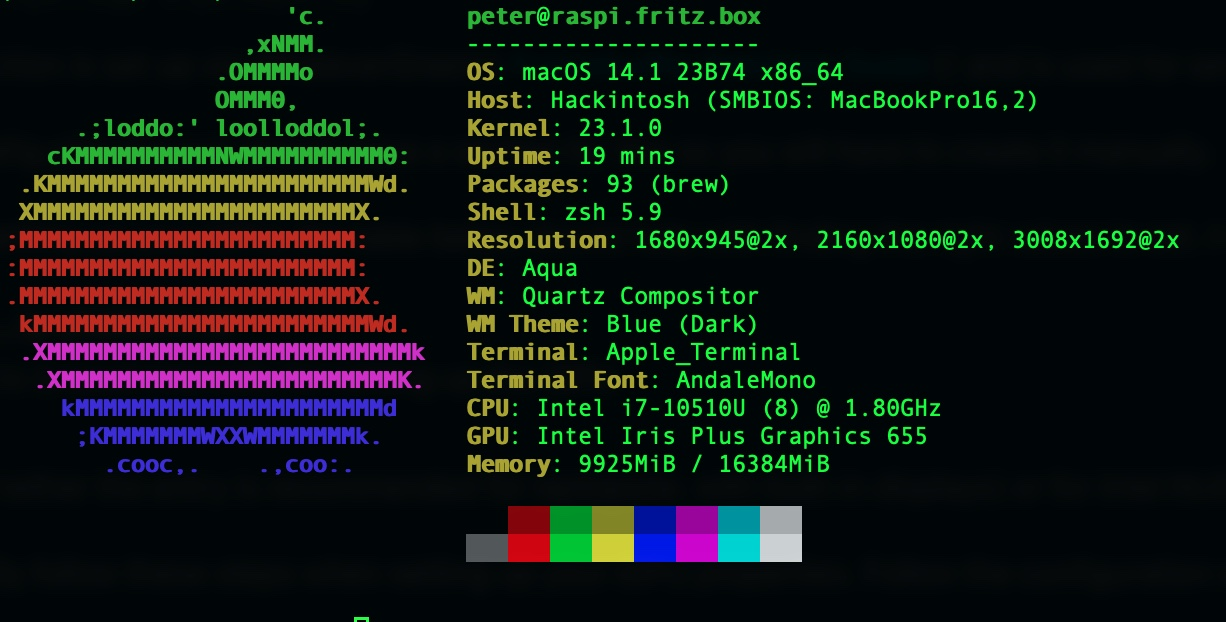 'c.
,xNMM.
.OMMMMo
OMMM0,
.;loddo:' loolloddol;.
cKMMMMMMMMMMNWMMMMMMMMMM0:
.KMMMMMMMMMMMMMMMMMMMMMMMWd.
XMMMMMMMMMMMMMMMMMMMMMMMX.
;MMMMMMMMMMMMMMMMMMMMMMMM:
:MMMMMMMMMMMMMMMMMMMMMMMM:
.MMMMMMMMMMMMMMMMMMMMMMMMX.
kMMMMMMMMMMMMMMMMMMMMMMMMWd.
.XMMMMMMMMMMMMMMMMMMMMMMMMMMk
.XMMMMMMMMMMMMMMMMMMMMMMMMK.
kMMMMMMMMMMMMMMMMMMMMMMd
;KMMMMMMMWXXWMMMMMMMk.
.cooc,. .,coo:.
peter@raspi.fritz.box
---------------------
OS: macOS 14.1 23B74 x86_64
Host: Hackintosh (SMBIOS: MacBookPro16,2)
Kernel: 23.1.0
Uptime: 19 mins
Packages: 93 (brew)
Shell: zsh 5.9
Resolution: 1680x945@2x, 2160x1080@2x, 3008x1692@2x
DE: Aqua
WM: Quartz Compositor
WM Theme: Blue (Dark)
Terminal: Apple_Terminal
Terminal Font: AndaleMono
CPU: Intel i7-10510U (8) @ 1.80GHz
GPU: Intel Iris Plus Graphics 655
Memory: 9925MiB / 16384MiB